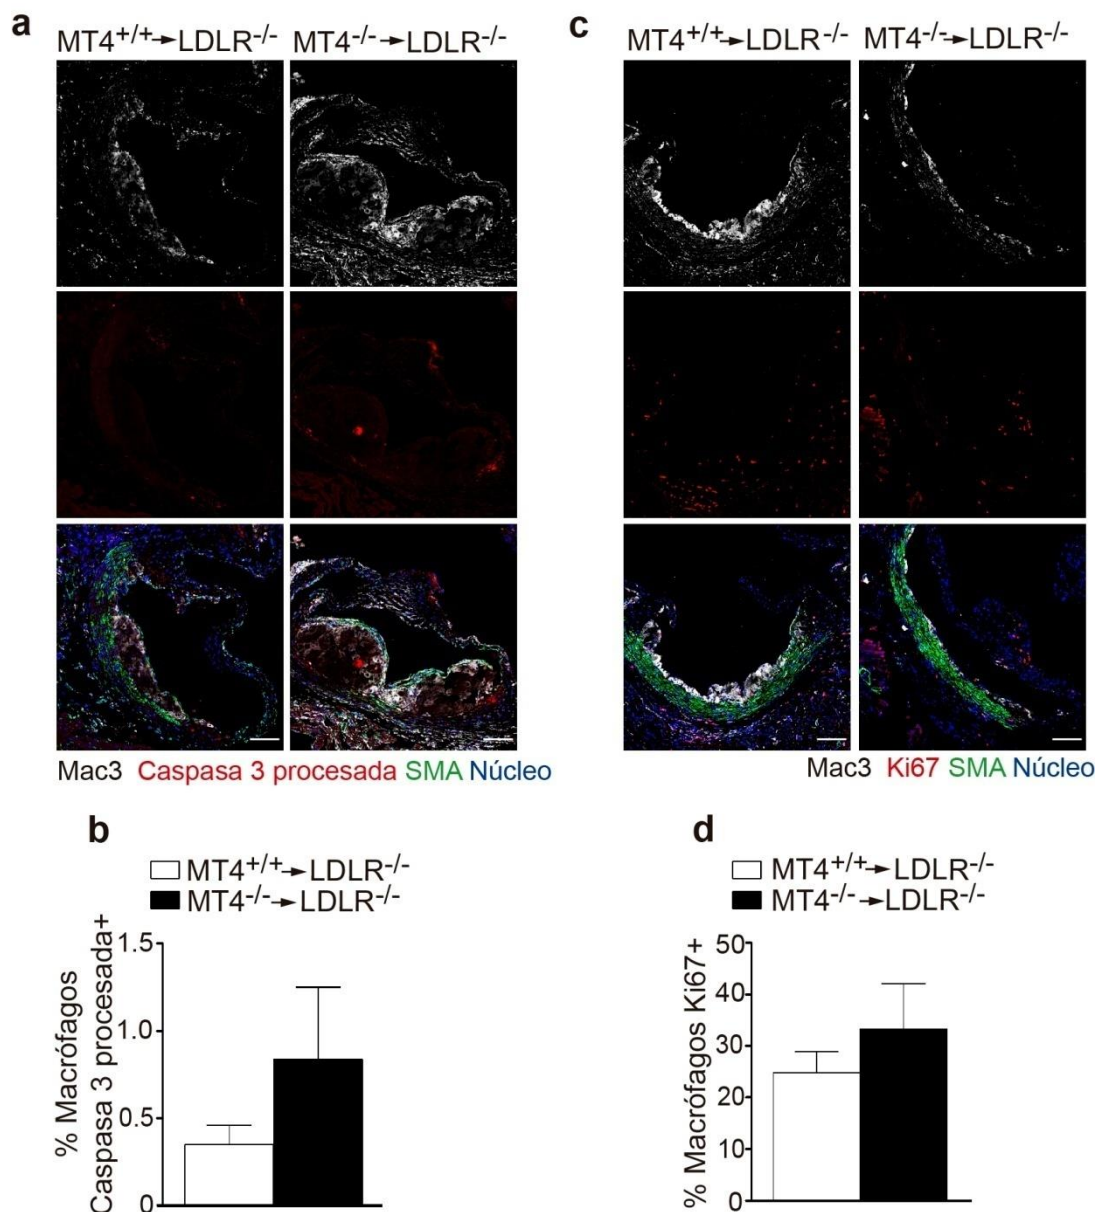 a
MT4+/+→LDLR-/- MT4-/-→LDLR-/-
Mac3 Caspasa 3 procesada SMA Núcleo
c
MT4+/+→LDLR-/- MT4-/-→LDLR-/-
Mac3 Ki67 SMA Núcleo
b
MT4+/+→LDLR-/-
MT4-/-→LDLR-/-
% Macrófagos
Caspasa 3 procesada+
1.5
1.0
0.5
0
d
MT4+/+→LDLR-/-
MT4-/-→LDLR-/-
% Macrófagos Ki67+
50
40
30
20
10
0